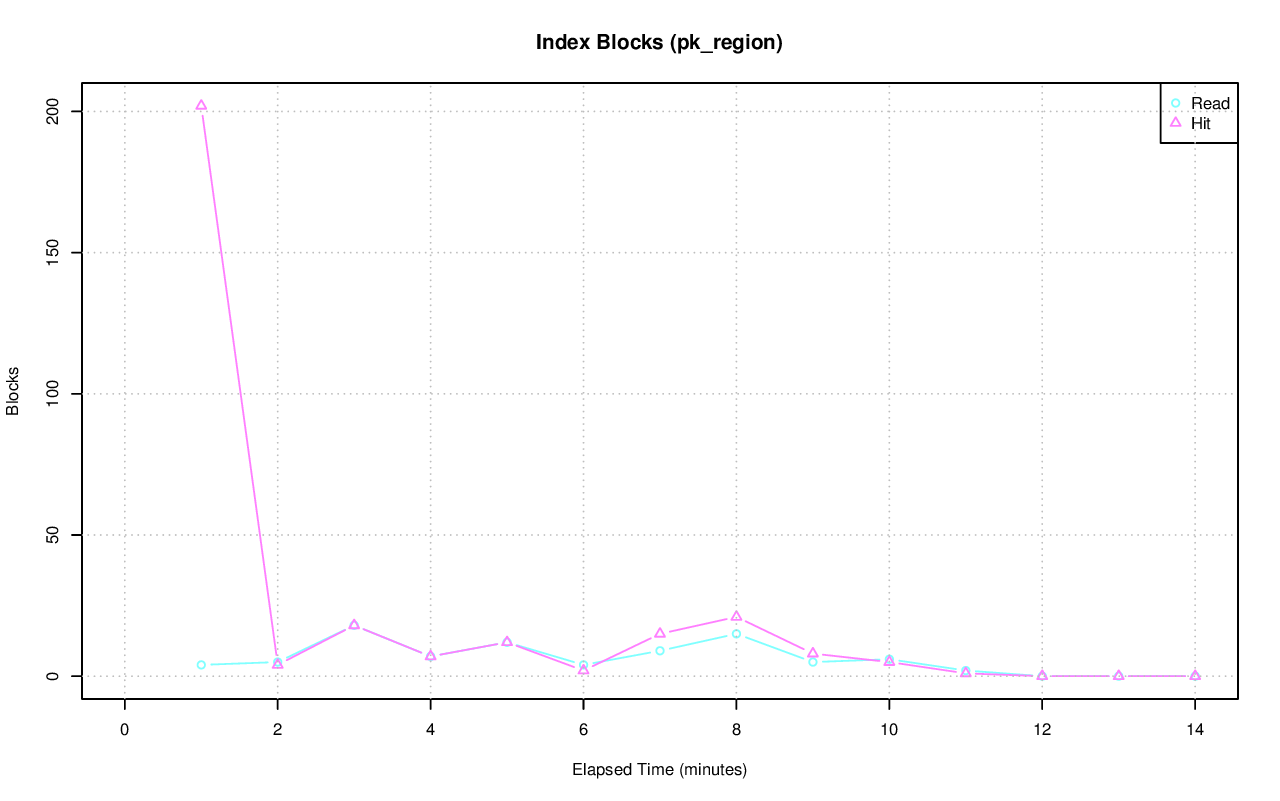 Index Blocks (pk_region)
Read
Hit
200
150
100
50
0
Blocks
0 2 4 6 8 10 12 14
Elapsed Time (minutes)